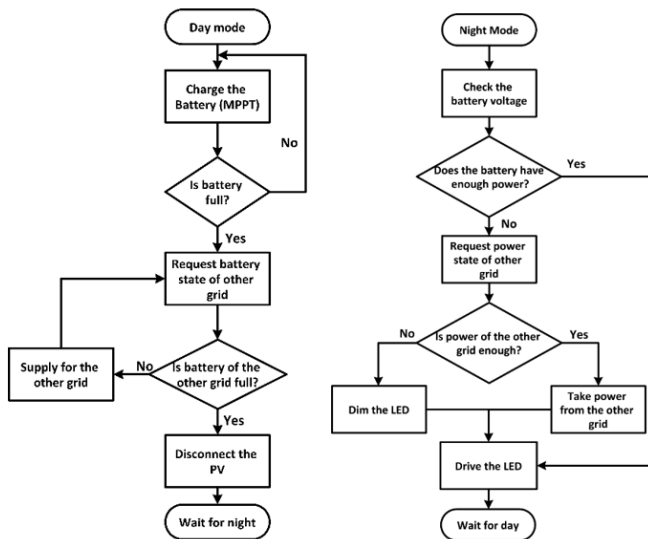 Day mode
Charge the
Battery (MPPT)
No
Is battery
full?
Yes
Request battery
state of other
grid
Supply for the
other grid
No
Is battery of the
other grid full?
Yes
Disconnect the
PV
Wait for night
Night Mode
Check the
battery voltage
Does the battery have
enough power?
Yes
No
Request power
state of other
grid
No
Is power of the other
grid enough?
Yes
Dim the LED
Take power
from the other
grid
Drive the LED
Wait for day